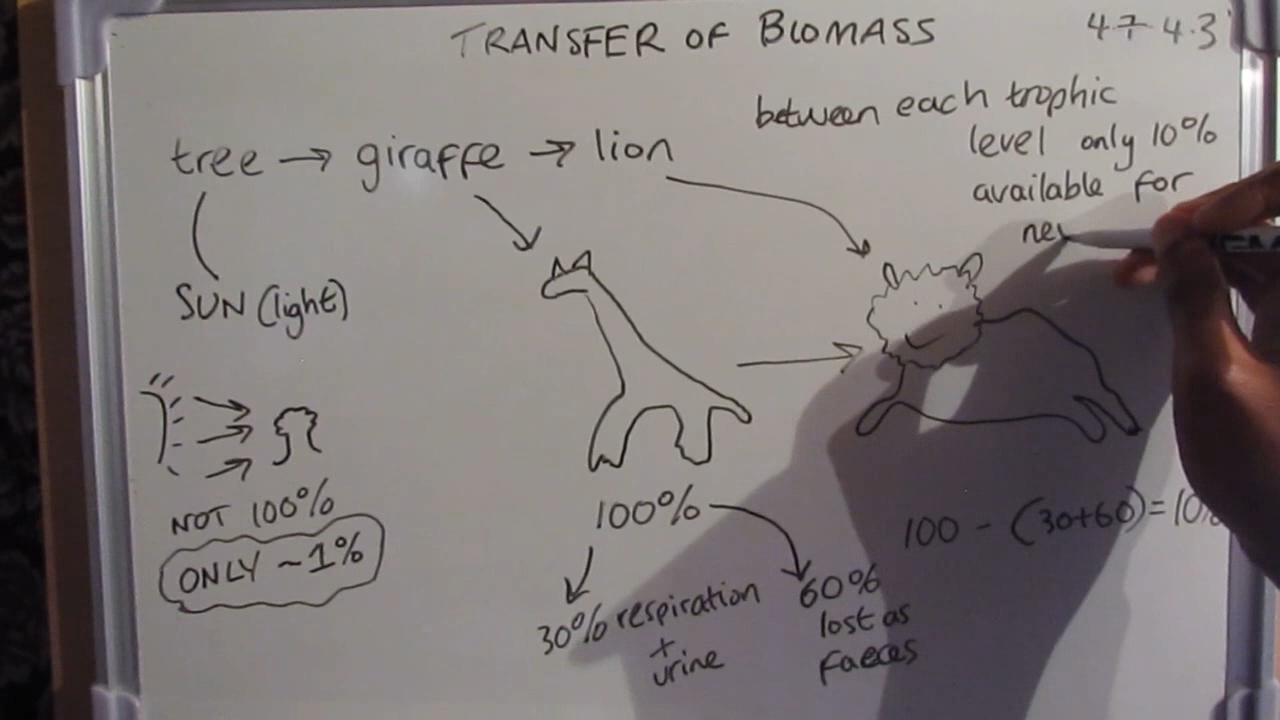 TRANSFER OF BIOMASS
4.7 4.3
between each trophic
level only 10%
available for
tree → giraffe → lion
SUN (light)
NOT 100%
ONLY ~1%
100%
30% respiration
+
urine
60%
lost as
faeces
100 - (30+60) = 10%